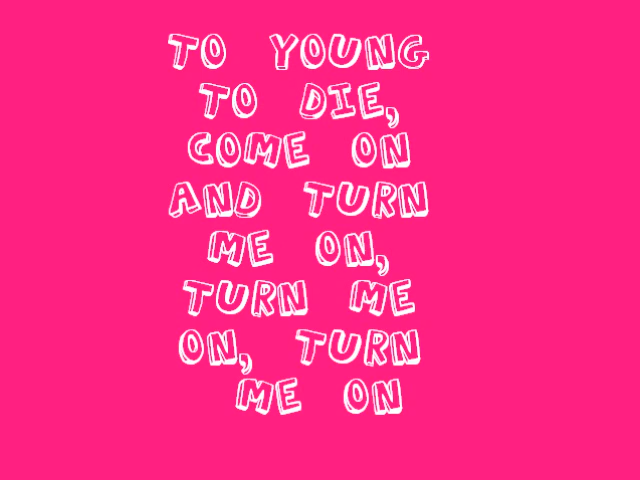 TO YOUNG
TO DIE,
COME ON
AND TURN
ME ON,
TURN ME
ON, TURN
ME ON